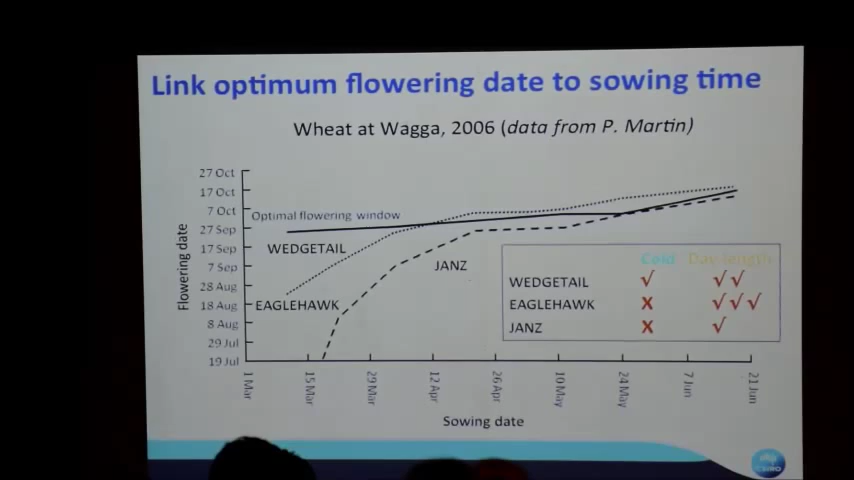 Link optimum flowering date to sowing time
Wheat at Wagga, 2006 (data from P. Martin)
27 Oct
17 Oct
7 Oct
27 Sep
17 Sep
7 Sep
28 Aug
18 Aug
8 Aug
29 Jul
19 Jul
Flowering date
Optimal flowering window
WEDGETAIL
EAGLEHAWK
JANZ
Cold Day-length
WEDGETAIL √ √√
EAGLEHAWK X √√√
JANZ X √
1 Mar
15 Mar
29 Mar
12 Apr
26 Apr
10 May
24 May
7 Jun
21 Jun
Sowing date
CSIRO